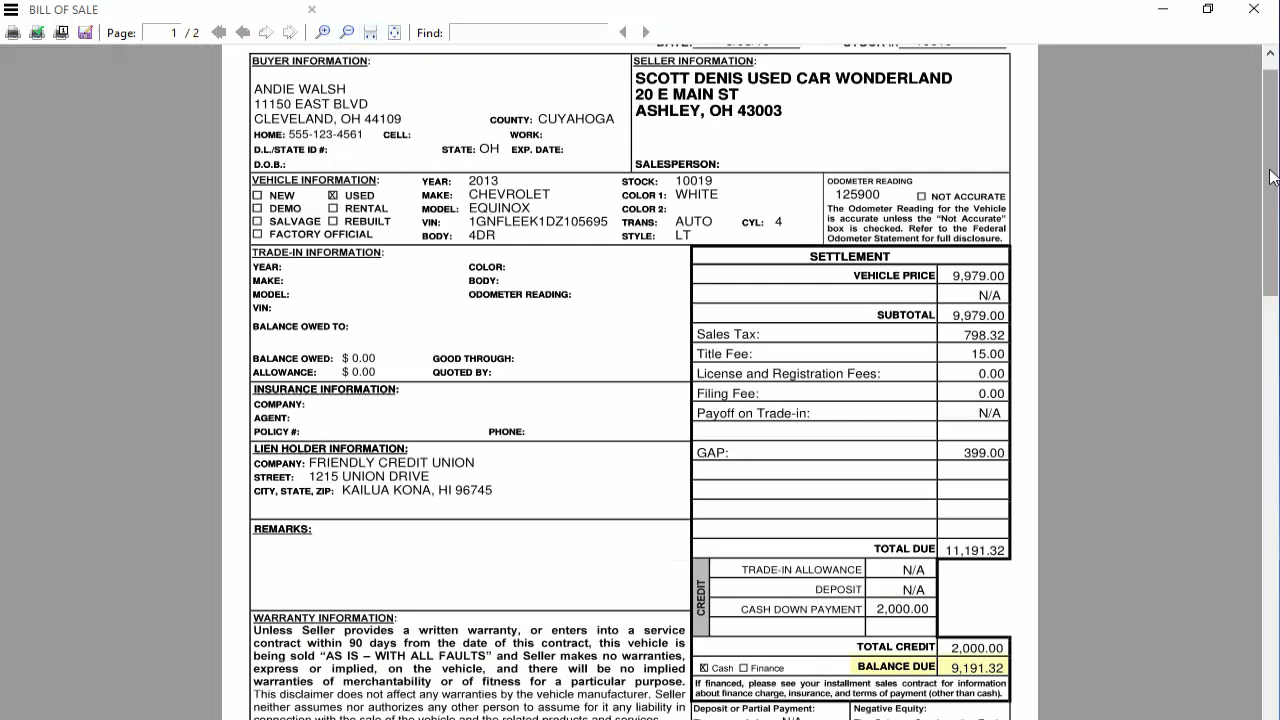 BILL OF SALE
Page: 1 / 2 Find:
BUYER INFORMATION:
ANDIE WALSH
11150 EAST BLVD
CLEVELAND, OH 44109 COUNTY: CUYAHOGA
HOME: 555-123-4561 CELL: WORK:
D.L./STATE ID #: STATE: OH EXP. DATE:
D.O.B.:
SELLER INFORMATION:
SCOTT DENIS USED CAR WONDERLAND
20 E MAIN ST
ASHLEY, OH 43003
SALESPERSON:
VEHICLE INFORMATION:
NEW USED
DEMO RENTAL
SALVAGE REBUILT
FACTORY OFFICIAL
YEAR: 2013
MAKE: CHEVROLET
MODEL: EQUINOX
VIN: 1GNFLEEK1DZ105695
BODY: 4DR
STOCK: 10019
COLOR 1: WHITE
COLOR 2:
TRANS: AUTO CYL: 4
STYLE: LT
ODOMETER READING
125900 NOT ACCURATE
The Odometer Reading for the Vehicle
is accurate unless the "Not Accurate"
box is checked. Refer to the Federal
Odometer Statement for full disclosure.
TRADE-IN INFORMATION:
YEAR: COLOR:
MAKE: BODY:
MODEL: ODOMETER READING:
VIN:
BALANCE OWED TO:
BALANCE OWED: $ 0.00 GOOD THROUGH:
ALLOWANCE: $ 0.00 QUOTED BY:
INSURANCE INFORMATION:
COMPANY:
AGENT:
POLICY #: PHONE:
LIEN HOLDER INFORMATION:
COMPANY: FRIENDLY CREDIT UNION
STREET: 1215 UNION DRIVE
CITY, STATE, ZIP: KAILUA KONA, HI 96745
REMARKS:
WARRANTY INFORMATION:
Unless Seller provides a written warranty, or enters into a service
contract within 90 days from the date of this contract, this vehicle is
being sold "AS IS – WITH ALL FAULTS" and Seller makes no warranties,
express or implied, on the vehicle, and there will be no implied
warranties of merchantability or of fitness for a particular purpose.
This disclaimer does not affect any warranties by the vehicle manufacturer. Seller
neither assumes nor authorizes any other person to assume for it any liability in
connection with the sale of the vehicle and the related products and services.
SETTLEMENT
VEHICLE PRICE 9,979.00
N/A
SUBTOTAL 9,979.00
Sales Tax: 798.32
Title Fee: 15.00
License and Registration Fees: 0.00
Filing Fee: 0.00
Payoff on Trade-in: N/A
GAP: 399.00
TOTAL DUE 11,191.32
CREDIT
TRADE-IN ALLOWANCE N/A
DEPOSIT N/A
CASH DOWN PAYMENT 2,000.00
TOTAL CREDIT 2,000.00
Cash Finance BALANCE DUE 9,191.32
If financed, please see your installment sales contract for information
about finance charge, insurance, and terms of payment (other than cash).
Deposit or Partial Payment: Negative Equity: